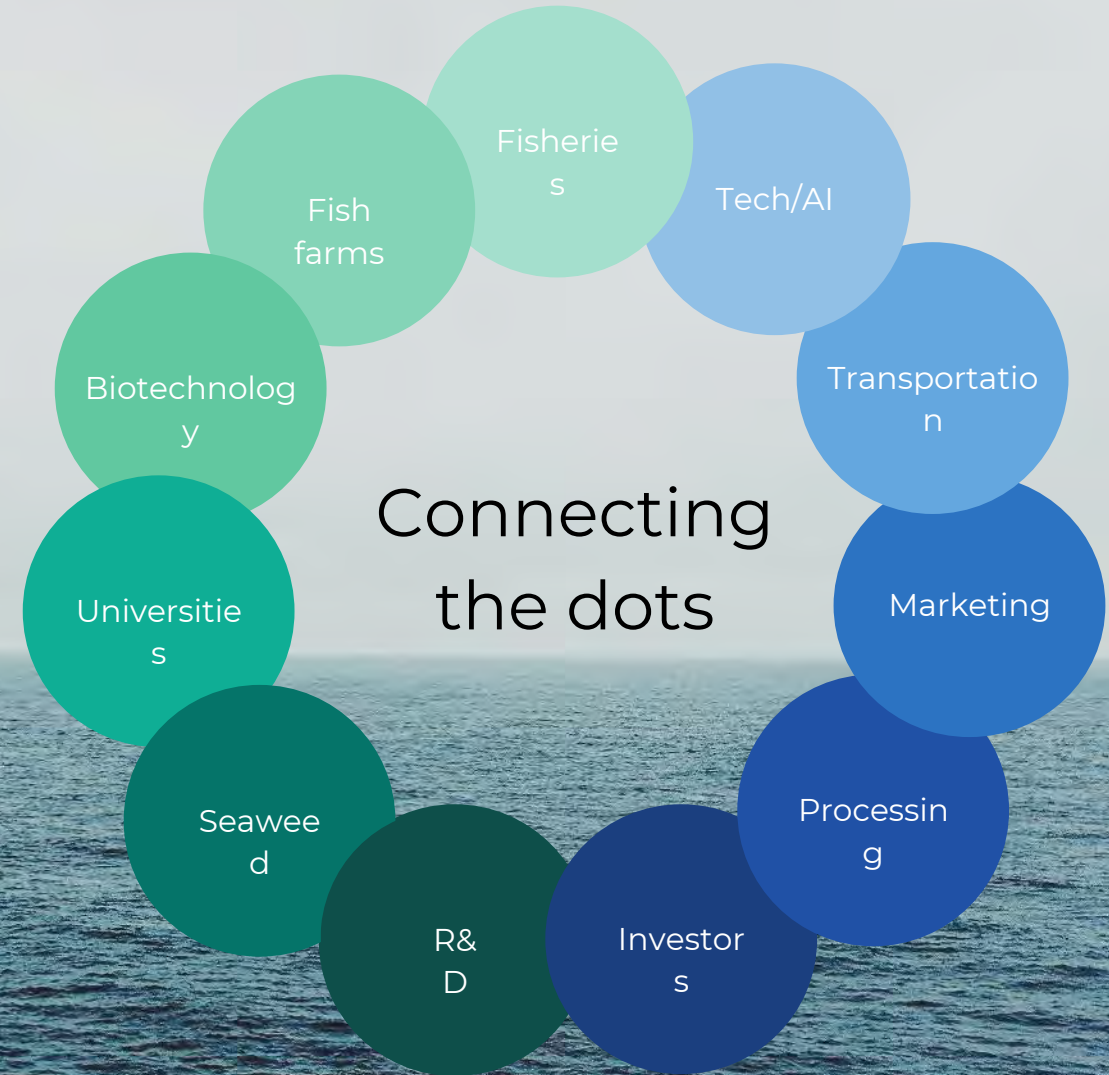 Fisherie
s
Tech/AI
Fish
farms
Transportatio
n
Biotechnolog
y
Connecting
the dots
Marketing
Universitie
s
Processin
g
Seawee
d
R&
D
Investor
s